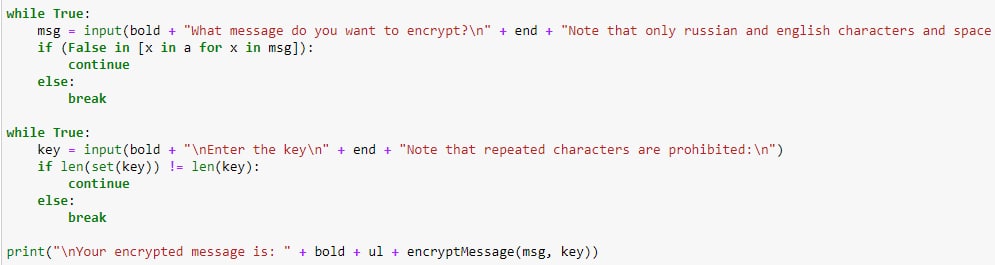 while True:
    msg = input(bold + "What message do you want to encrypt?\n" + end + "Note that only russian and english characters and space
    if (False in [x in a for x in msg]):
        continue
    else:
        break

while True:
    key = input(bold + "\nEnter the key\n" + end + "Note that repeated characters are prohibited:\n")
    if len(set(key)) != len(key):
        continue
    else:
        break

print("\nYour encrypted message is: " + bold + ul + encryptMessage(msg, key))